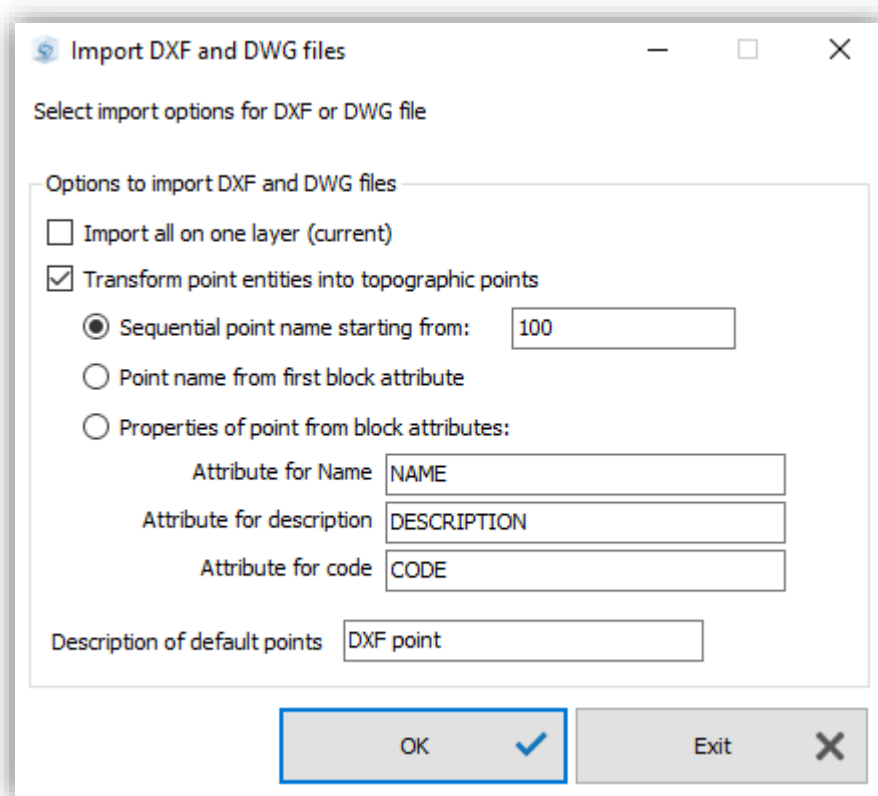 Import DXF and DWG files
Select import options for DXF or DWG file
Options to import DXF and DWG files
Import all on one layer (current)
Transform point entities into topographic points
Sequential point name starting from: 100
Point name from first block attribute
Properties of point from block attributes:
Attribute for Name NAME
Attribute for description DESCRIPTION
Attribute for code CODE
Description of default points DXF point
OK Exit